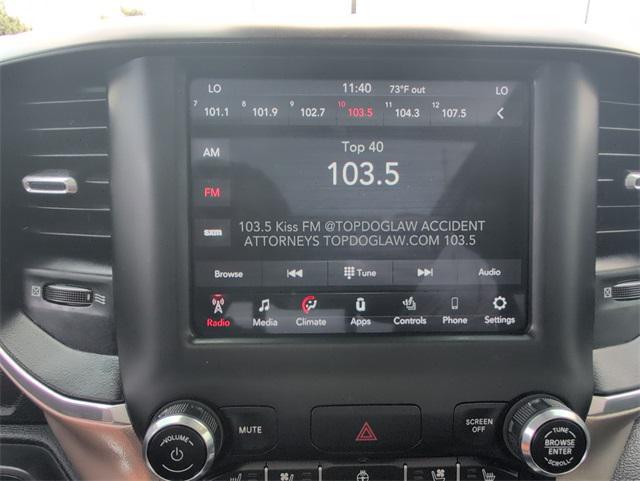 LO 11:40 73°F out LO
7 101.1 8 101.9 9 102.7 10 103.5 11 104.3 12 107.5
AM
Top 40
103.5
FM
sxm
103.5 Kiss FM @TOPDOGLAW ACCIDENT
ATTORNEYS TOPDOGLAW.COM 103.5
Browse Tune Audio
Radio Media Climate Apps Controls Phone Settings
VOLUME
MUTE
SCREEN
OFF
TUNE
BROWSE
ENTER
SCROLL